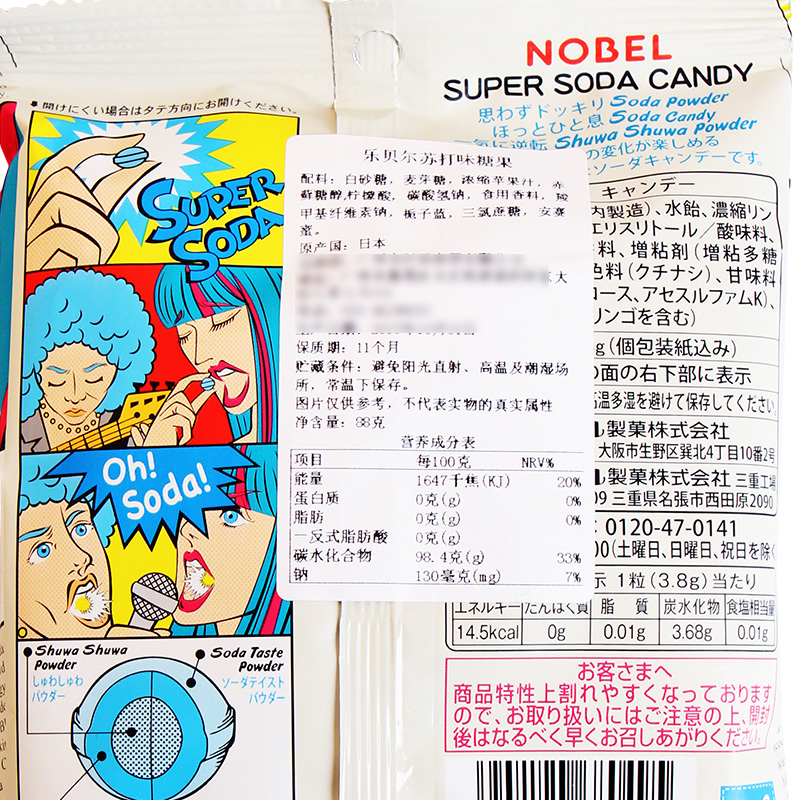 NOBEL
SUPER SODA CANDY
思わずドッキリ Soda Powder
ほっとひと息 Soda Candy
気に逆転 Shuwa Shuwa Powder
の変化が楽しめる
ソーダキャンデーです。
開けにくい場合はタテ方向にお開けください。
SUPER
SODA
Oh!
Soda!
Shuwa Shuwa
Powder
しゅわしゅわ
パウダー
Soda Taste
Powder
ソーダテイスト
パウダー
乐贝尔苏打味糖果
配料：白砂糖，麦芽糖，浓缩苹果汁，赤
藓糖醇,柠檬酸，碳酸氢钠，食用香料，羧
甲基纤维素钠，栀子蓝，三氯蔗糖，安赛
蜜。
原产国：日本
大
保质期：11个月
贮藏条件：避免阳光直射、高温及潮湿场
所，常温下保存。
图片仅供参考，不代表实物的真实属性
净含量：88克
营养成分表
项目 每100克 NRV%
能量 1647千焦(KJ) 20%
蛋白质 0克(g) 0%
脂肪 0克(g) 0%
—反式脂肪酸 0克(g)
碳水化合物 98.4克(g) 33%
钠 130毫克(mg) 7%
キャンデー
内製造)、水飴、濃縮リン
エリスリトール／酸味料、
料、増粘剤(増粘多糖
色料(クチナシ)、甘味料
ロース、アセスルファムK)、
リンゴを含む)
g(個包装紙込み)
の面の右下部に表示
高温多湿を避けて保存してください。
製菓株式会社
大阪市生野区巽北4丁目10番2号
製菓株式会社 三重工場
09 三重県名張市西田原2090
0120-47-0141
00(土曜日、日曜日、祝日を除く
示 1粒(3.8g)当たり
エネルギー たんぱく質 脂質 炭水化物 食塩相当量
14.5kcal 0g 0.01g 3.68g 0.01g
お客さまへ
商品特性上割れやすくなっております
ので、お取り扱いにはご注意の上、開封
後はなるべく早くお召しあがりください。